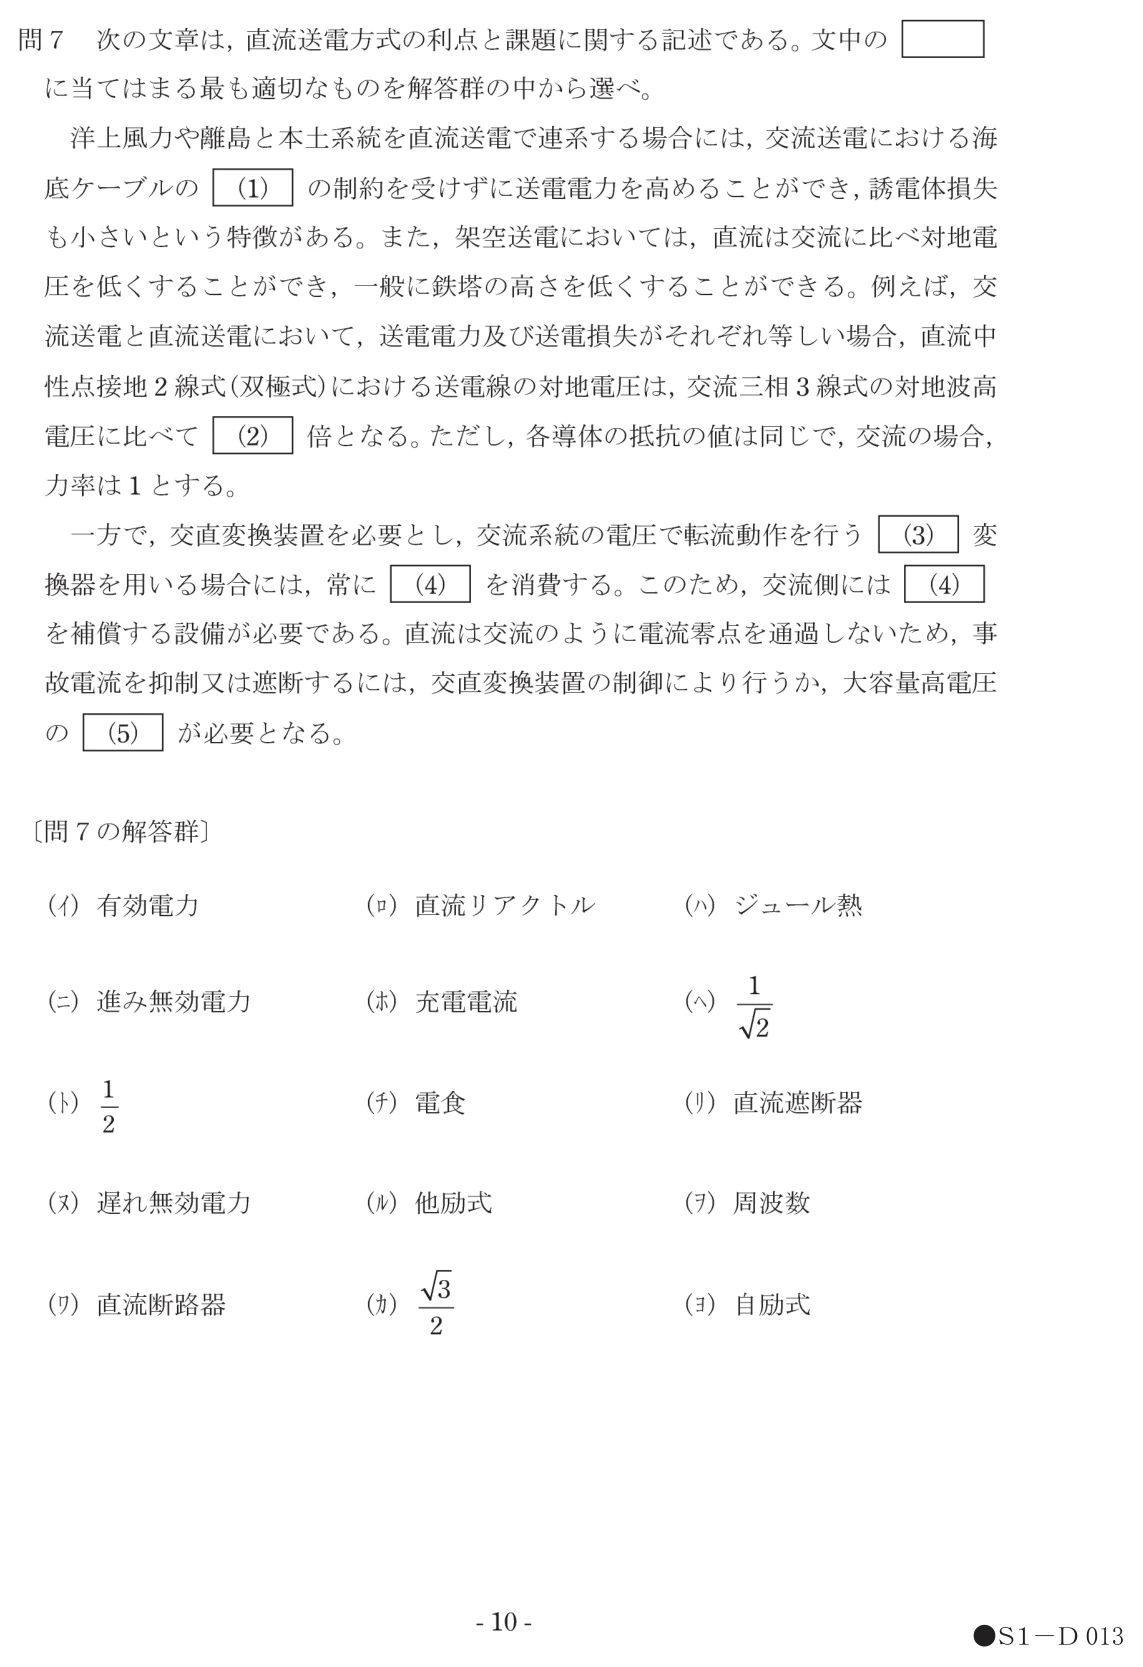 問7 次の文章は,直流送電方式の利点と課題に関する記述である。文中の
に当てはまる最も適切なものを解答群の中から選べ。
洋上風力や離島と本土系統を直流送電で連系する場合には,交流送電における海
底ケーブルの (1) の制約を受けずに送電電力を高めることができ,誘電体損失
も小さいという特徴がある。また,架空送電においては,直流は交流に比べ対地電
圧を低くすることができ,一般に鉄塔の高さを低くすることができる。例えば,交
流送電と直流送電において,送電電力及び送電損失がそれぞれ等しい場合,直流中
性点接地2線式(双極式)における送電線の対地電圧は,交流三相3線式の対地波高
電圧に比べて (2) 倍となる。ただし,各導体の抵抗の値は同じで,交流の場合,
力率は1とする。
一方で,交直変換装置を必要とし,交流系統の電圧で転流動作を行う (3) 変
換器を用いる場合には,常に (4) を消費する。このため,交流側には (4)
を補償する設備が必要である。直流は交流のように電流零点を通過しないため,事
故電流を抑制又は遮断するには,交直変換装置の制御により行うか,大容量高電圧
の (5) が必要となる。
〔問7の解答群〕
(イ) 有効電力 (ロ) 直流リアクトル (ハ) ジュール熱
(ニ) 進み無効電力 (ホ) 充電電流 (ヘ) 1/√2
(ト) 1/2 (チ) 電食 (リ) 直流遮断器
(ヌ) 遅れ無効電力 (ル) 他励式 (ヲ) 周波数
(ワ) 直流断路器 (カ) √3/2 (ヨ) 自励式
- 10 -
●S1-D 013